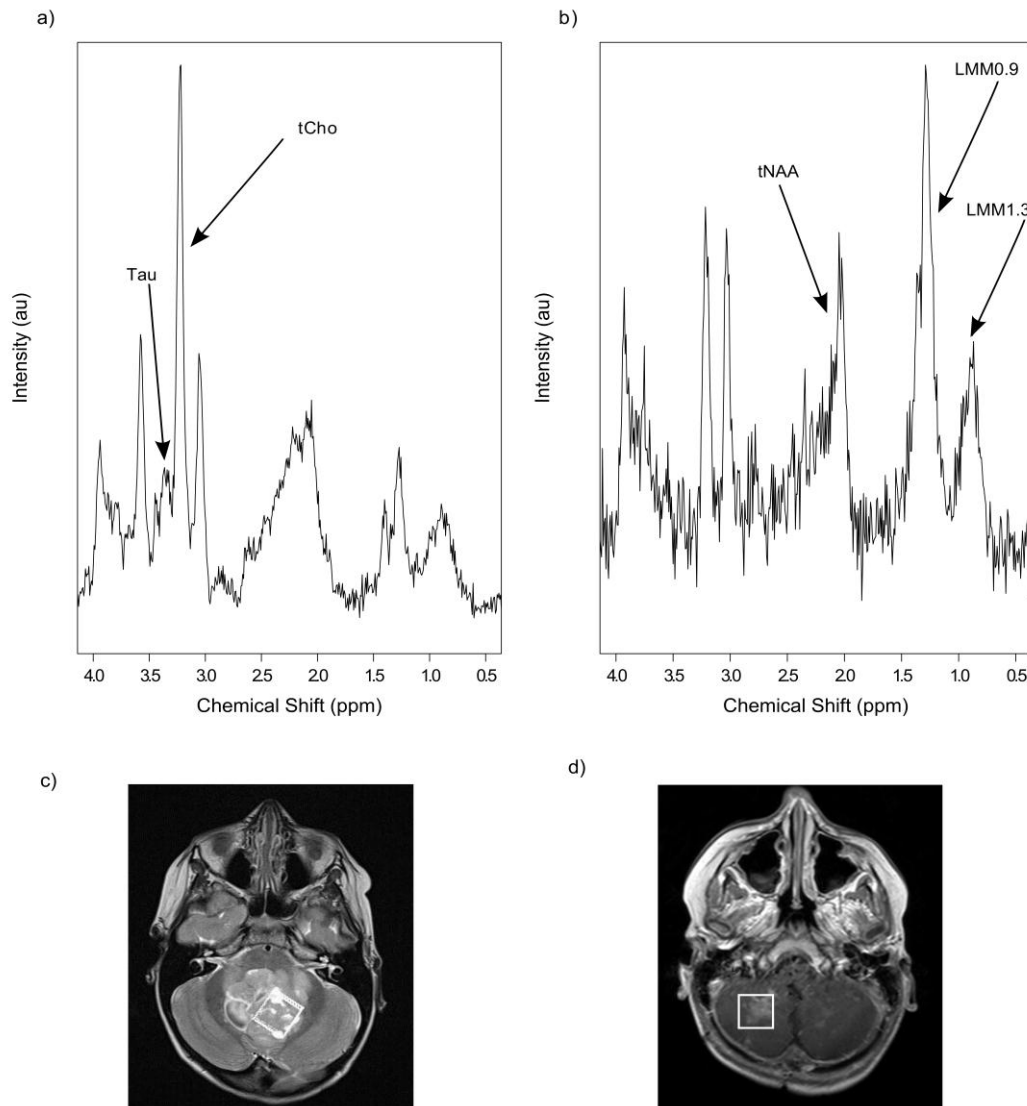 a)
b)
tCho
Tau
Intensity (au)
4.0 3.5 3.0 2.5 2.0 1.5 1.0 0.5
Chemical Shift (ppm)
LMM0.9
tNAA
LMM1.3
Intensity (au)
4.0 3.5 3.0 2.5 2.0 1.5 1.0 0.5
Chemical Shift (ppm)
c)
d)